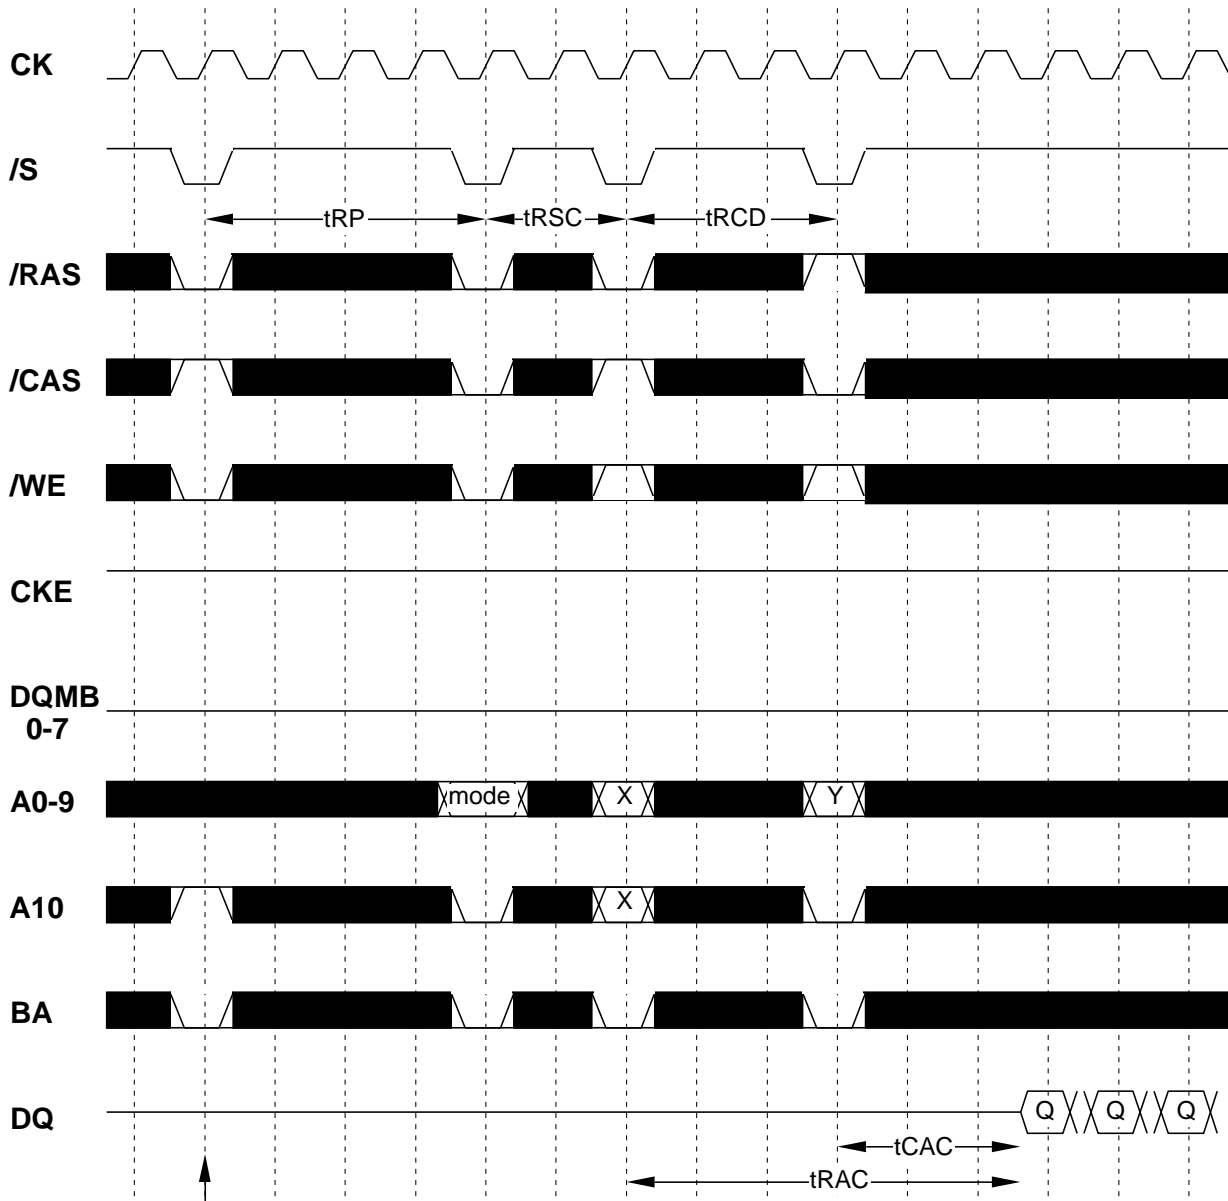 CK
/S
tRP tRSC tRCD
/RAS
/CAS
/WE
CKE
DQMB
0-7
A0-9 mode X Y
A10 X
BA
DQ Q Q Q
tCAC
tRAC